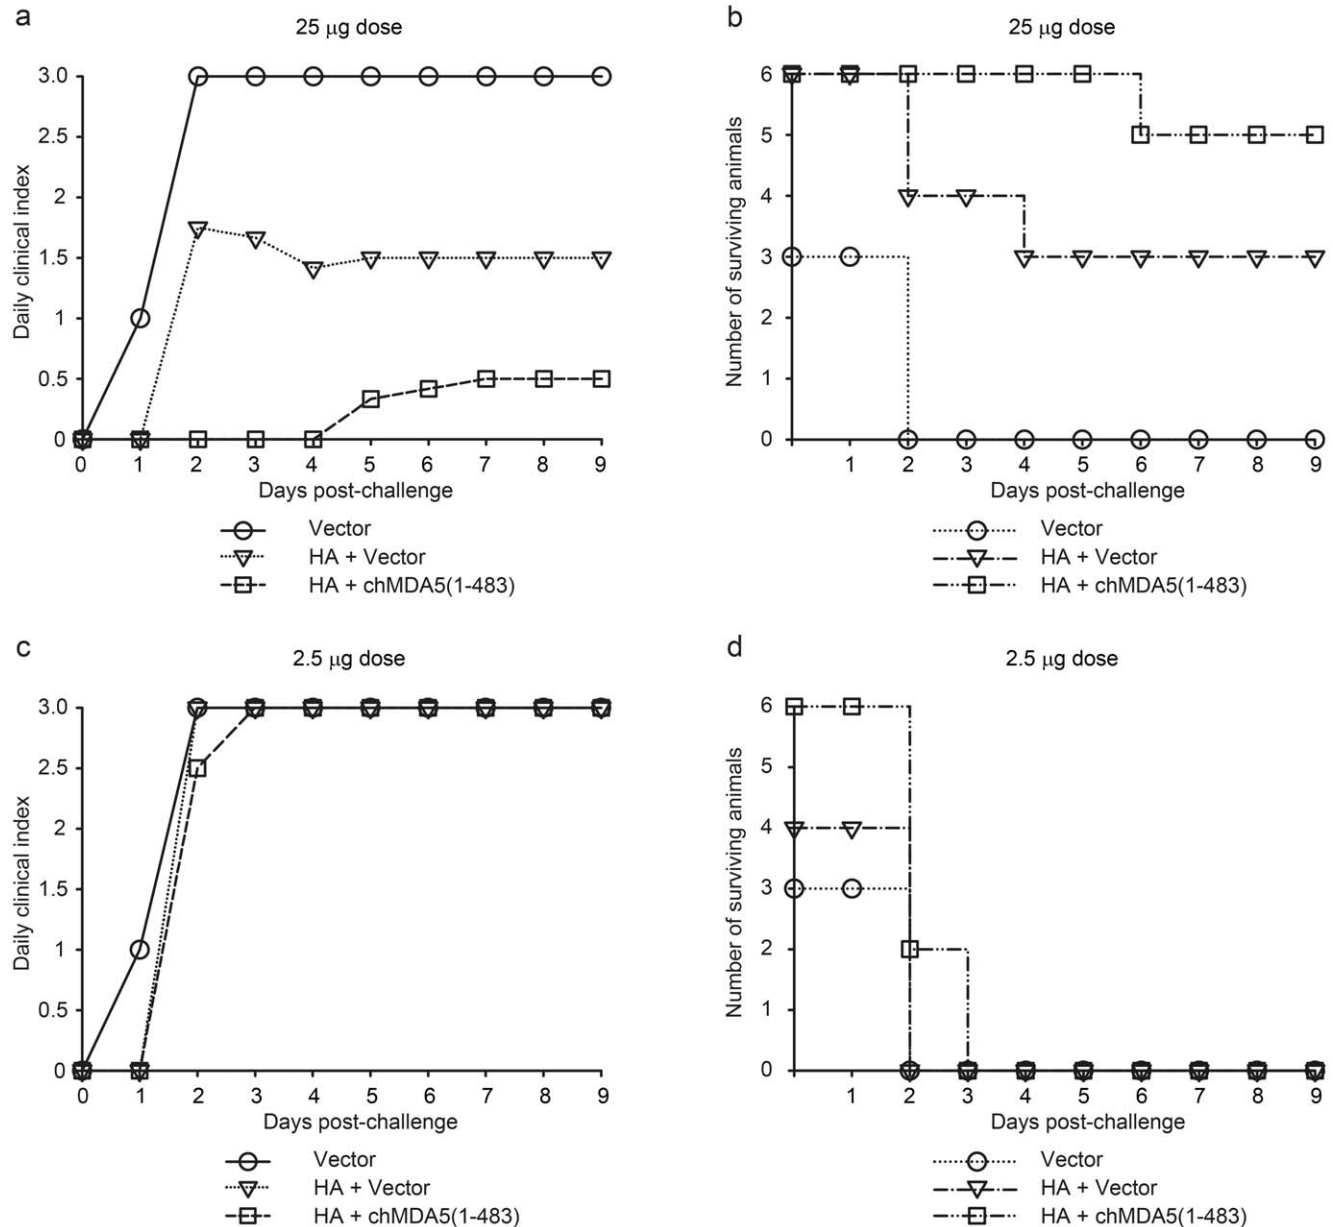 a
25 μg dose
Daily clinical index
3.0
2.5
2
1.5
1
0.5
0
0 1 2 3 4 5 6 7 8 9
Days post-challenge
Vector
HA + Vector
HA + chMDA5(1-483)
b
25 μg dose
Number of surviving animals
6
5
4
3
2
1
0
1 2 3 4 5 6 7 8 9
Days post-challenge
Vector
HA + Vector
HA + chMDA5(1-483)
c
2.5 μg dose
Daily clinical index
3.0
2.5
2
1.5
1
0.5
0
0 1 2 3 4 5 6 7 8 9
Days post-challenge
Vector
HA + Vector
HA + chMDA5(1-483)
d
2.5 μg dose
Number of surviving animals
6
5
4
3
2
1
0
1 2 3 4 5 6 7 8 9
Days post-challenge
Vector
HA + Vector
HA + chMDA5(1-483)